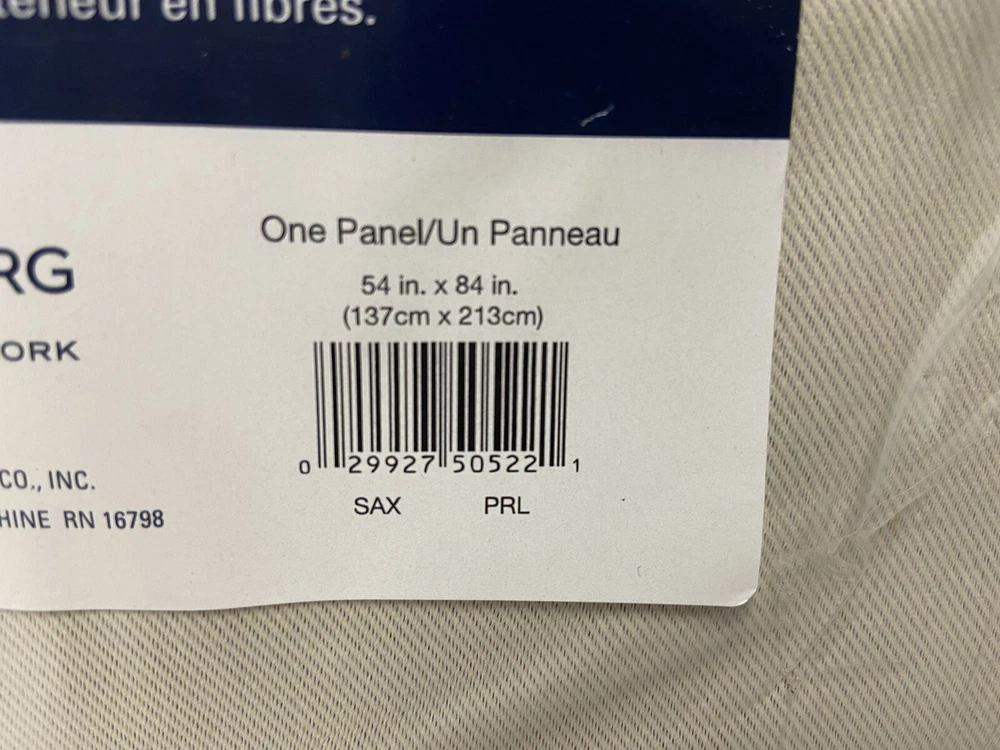 en fibres.
One Panel/Un Panneau
54 in. x 84 in.
(137cm x 213cm)
RG
ORK
0 29927 50522 1
CO., INC.
SAX PRL
HINE RN 16798